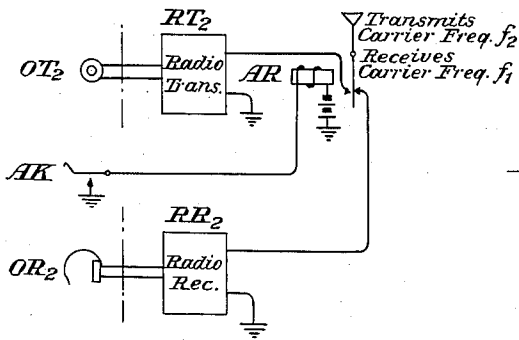 RT2
Transmits
Carrier Freq. f2
Receives
Carrier Freq. f1
OT2
Radio
Trans.
AR
AK
RR2
OR2
Radio
Rec.